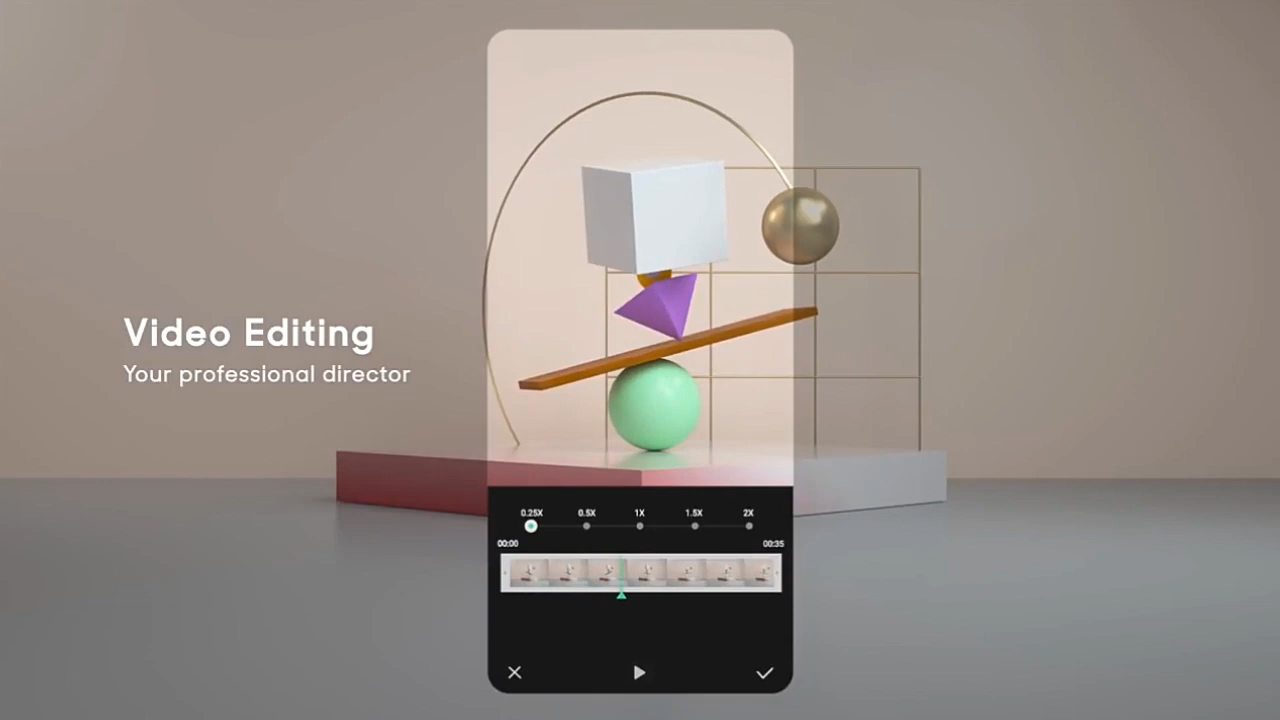 Video Editing
Your professional director
0.25X 0.5X 1X 1.5X 2X
00:00 00:35